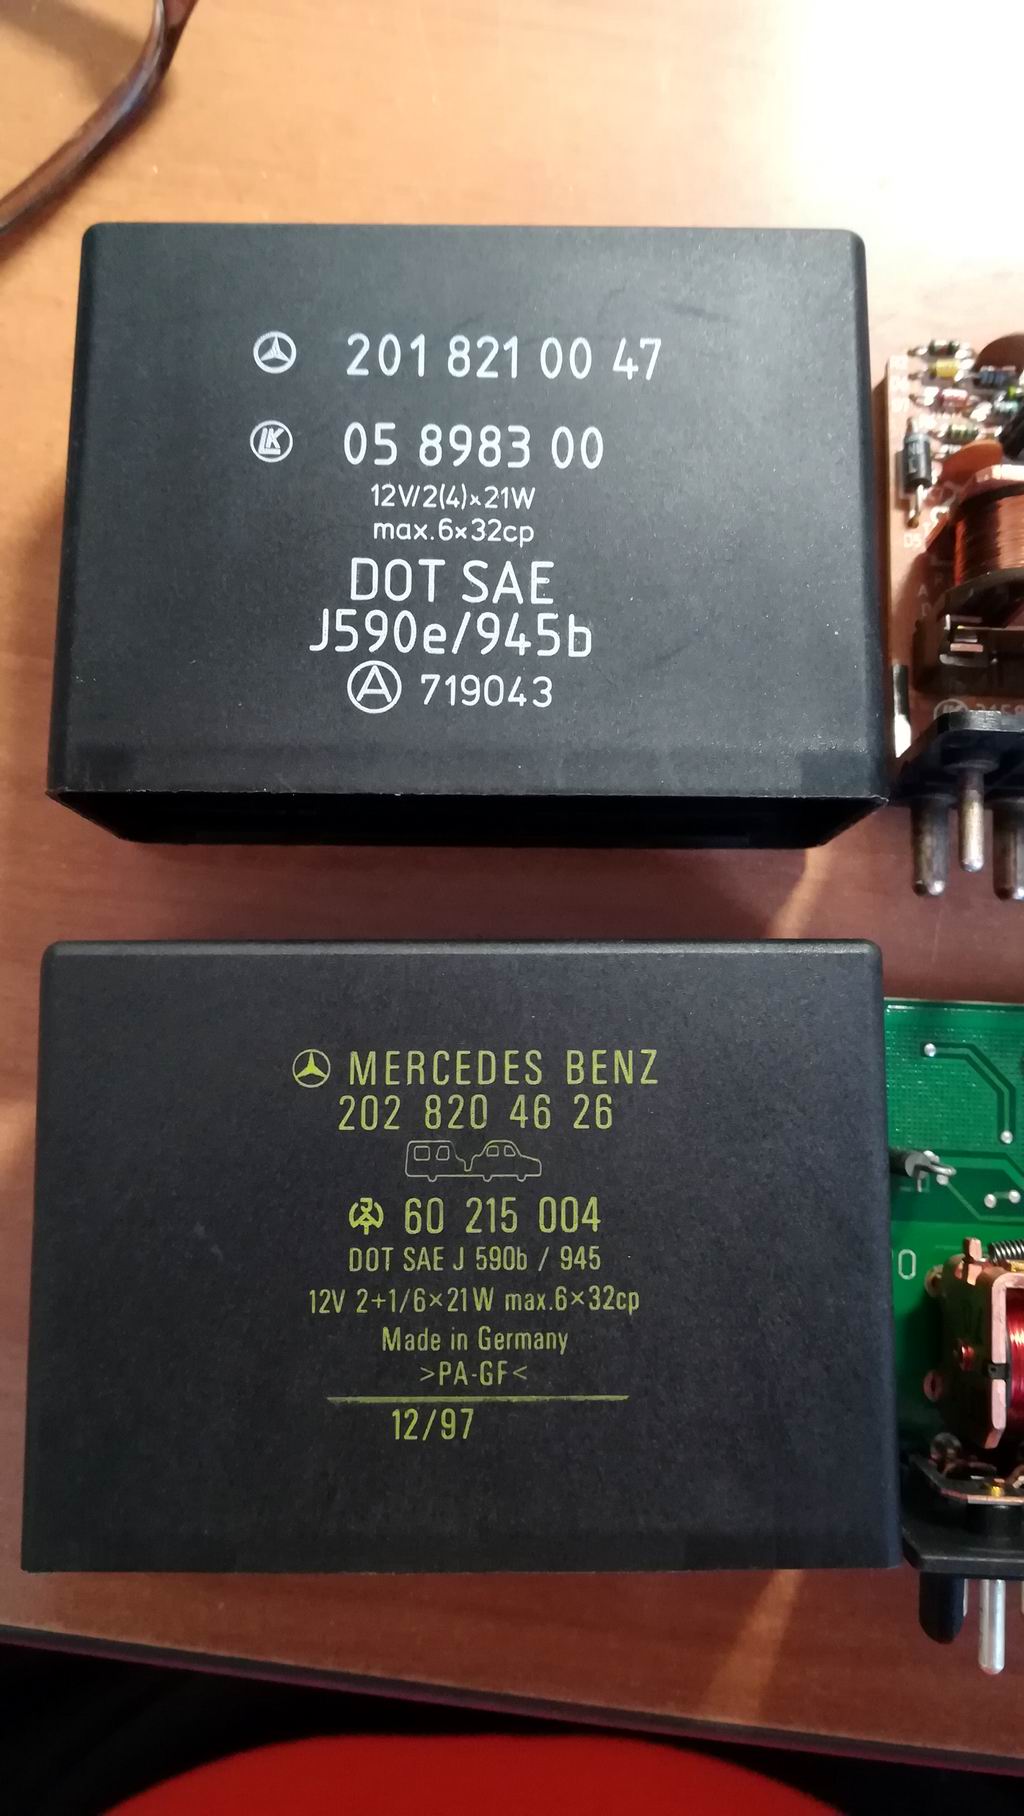 201 821 00 47
LK 05 8983 00
12V/2(4)×21W
max.6×32cp
DOT SAE
J590e/945b
A 719043
MERCEDES BENZ
202 820 46 26
60 215 004
DOT SAE J 590b / 945
12V 2+1/6×21W max.6×32cp
Made in Germany
>PA-GF<
12/97